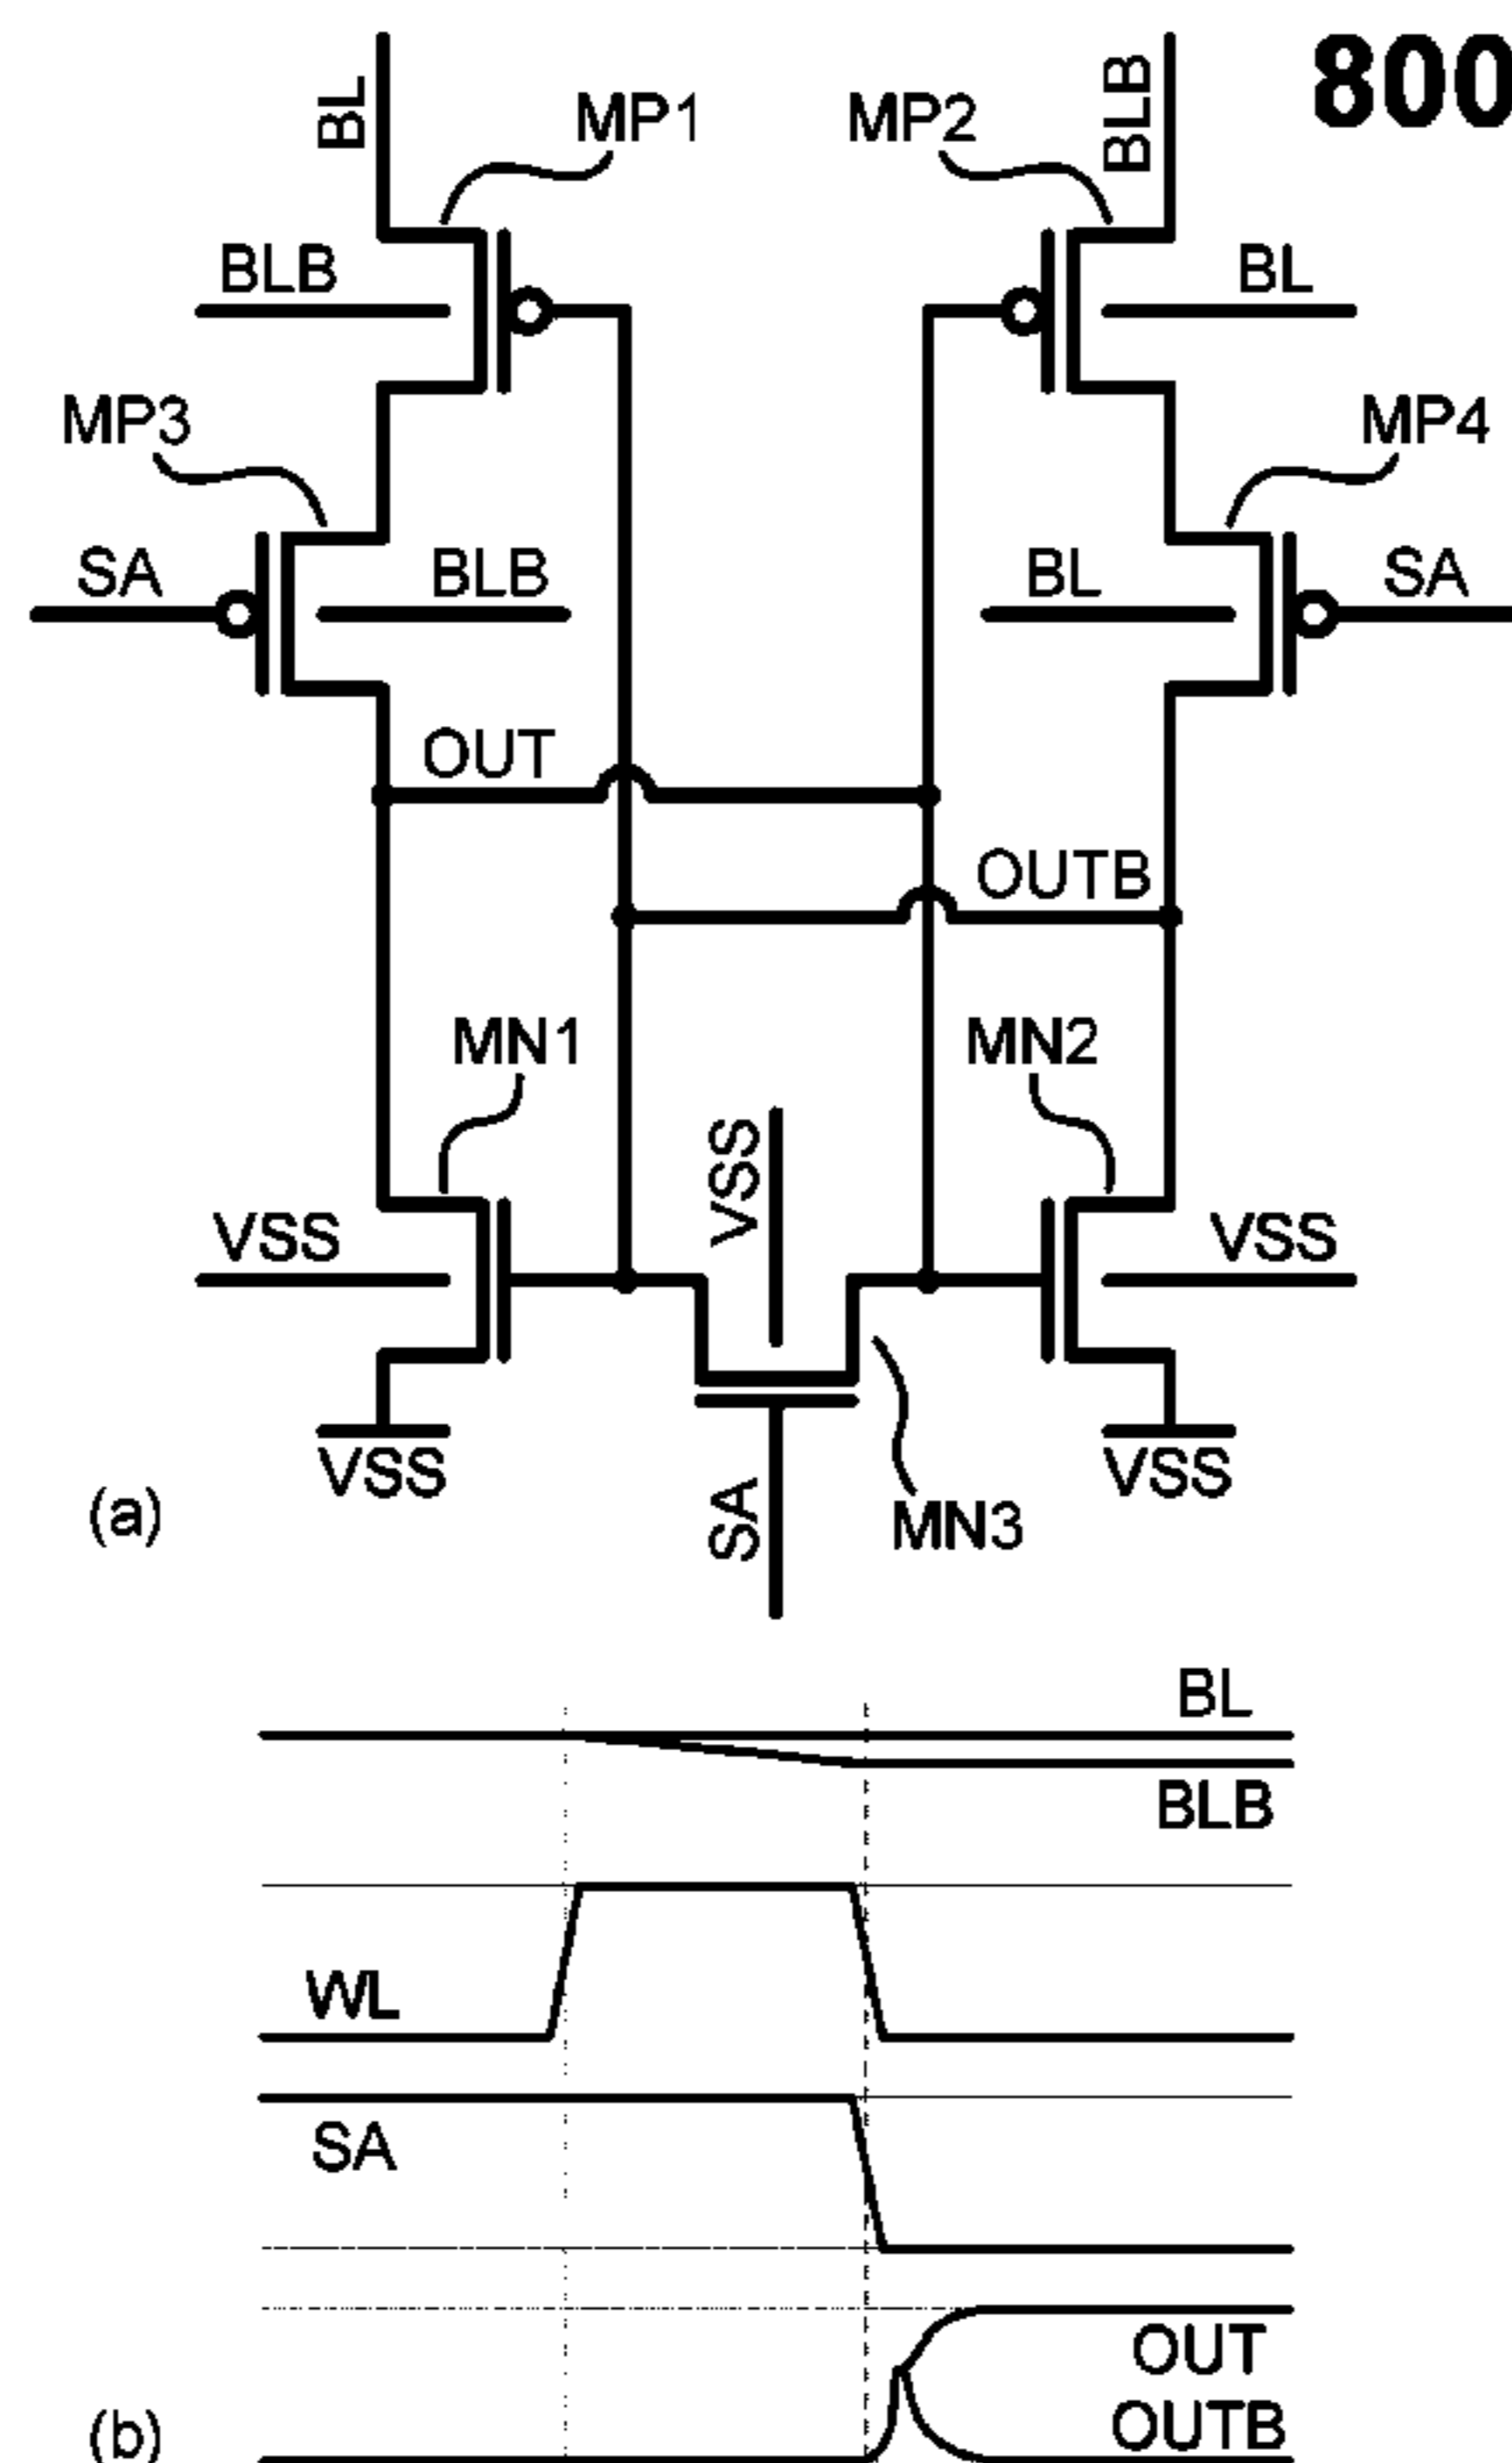 800
BL
MP1
MP2
BLB
BLB
BL
MP3
MP4
SA
BLB
BL
SA
OUT
OUTB
MN1
MN2
VSS
VSS
VSS
VSS
VSS
SA
MN3
(a)
BL
BLB
WL
SA
OUT
OUTB
(b)